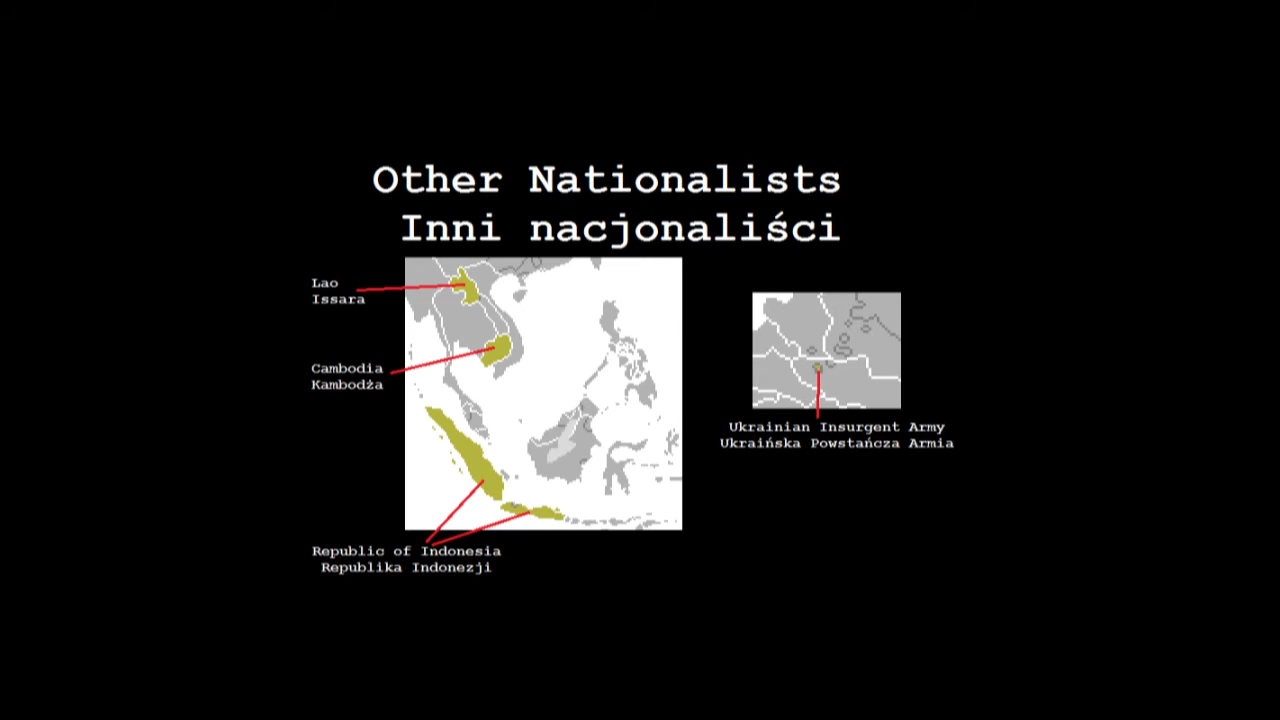 Other Nationalists
Inni nacjonaliści
Lao
Issara
Cambodia
Kambodża
Ukrainian Insurgent Army
Ukraińska Powstańcza Armia
Republic of Indonesia
Republika Indonezji